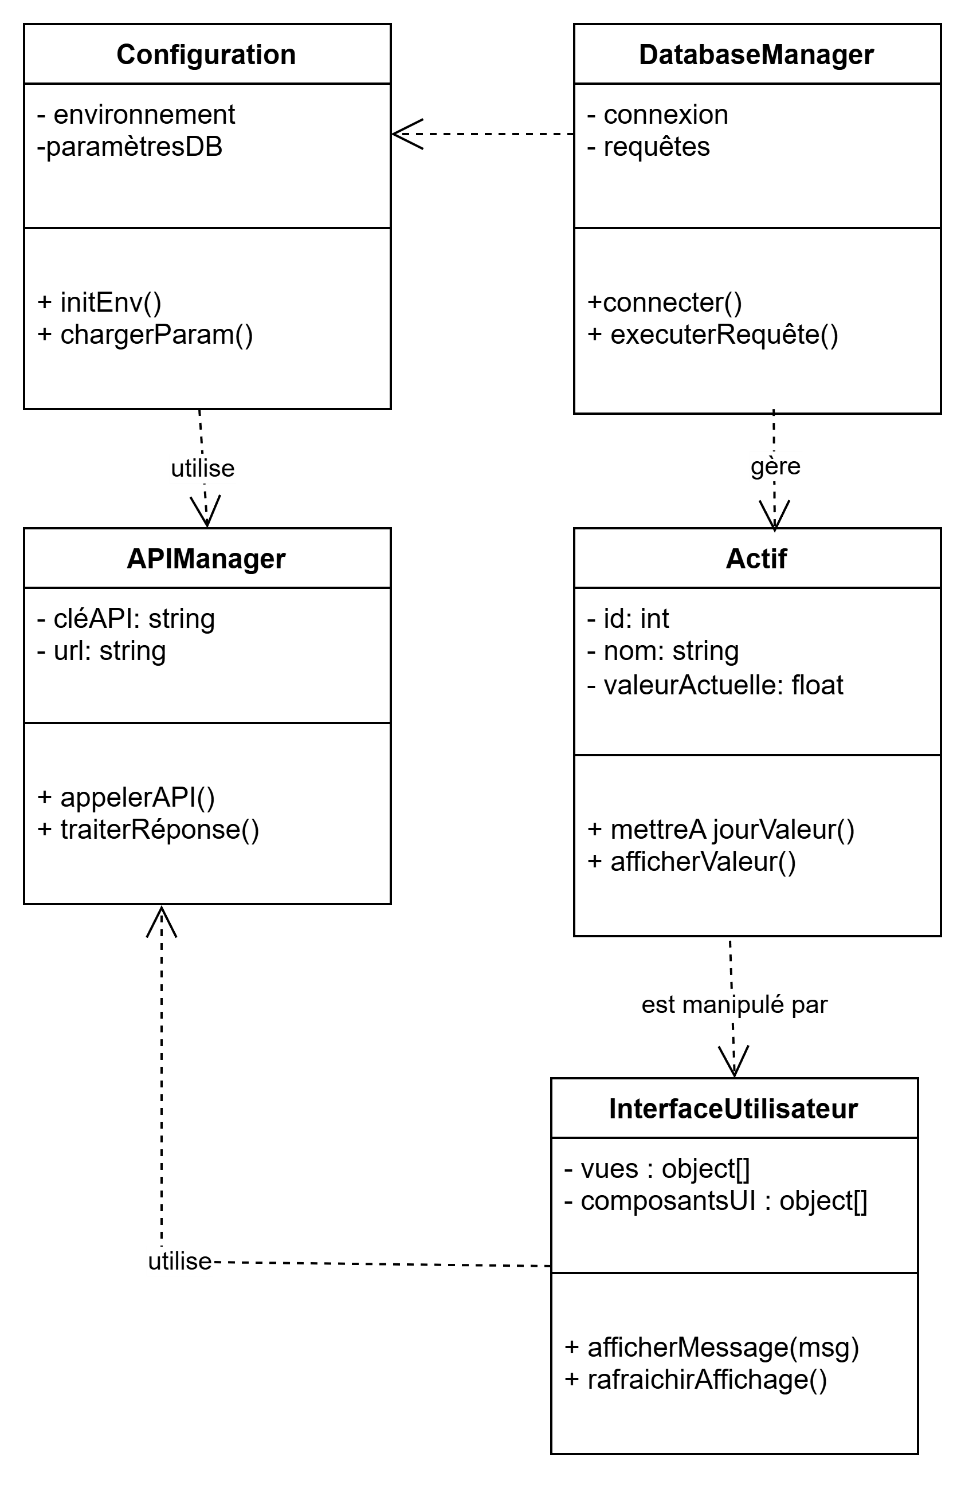 Configuration
- environnement
-paramètresDB
+ initEnv()
+ chargerParam()
DatabaseManager
- connexion
- requêtes
+connecter()
+ executerRequête()
utilise
gère
APIManager
- cléAPI: string
- url: string
+ appelerAPI()
+ traiterRéponse()
Actif
- id: int
- nom: string
- valeurActuelle: float
+ mettreA jourValeur()
+ afficherValeur()
est manipulé par
InterfaceUtilisateur
- vues : object[]
- composantsUI : object[]
+ afficherMessage(msg)
+ rafraichirAffichage()
utilise